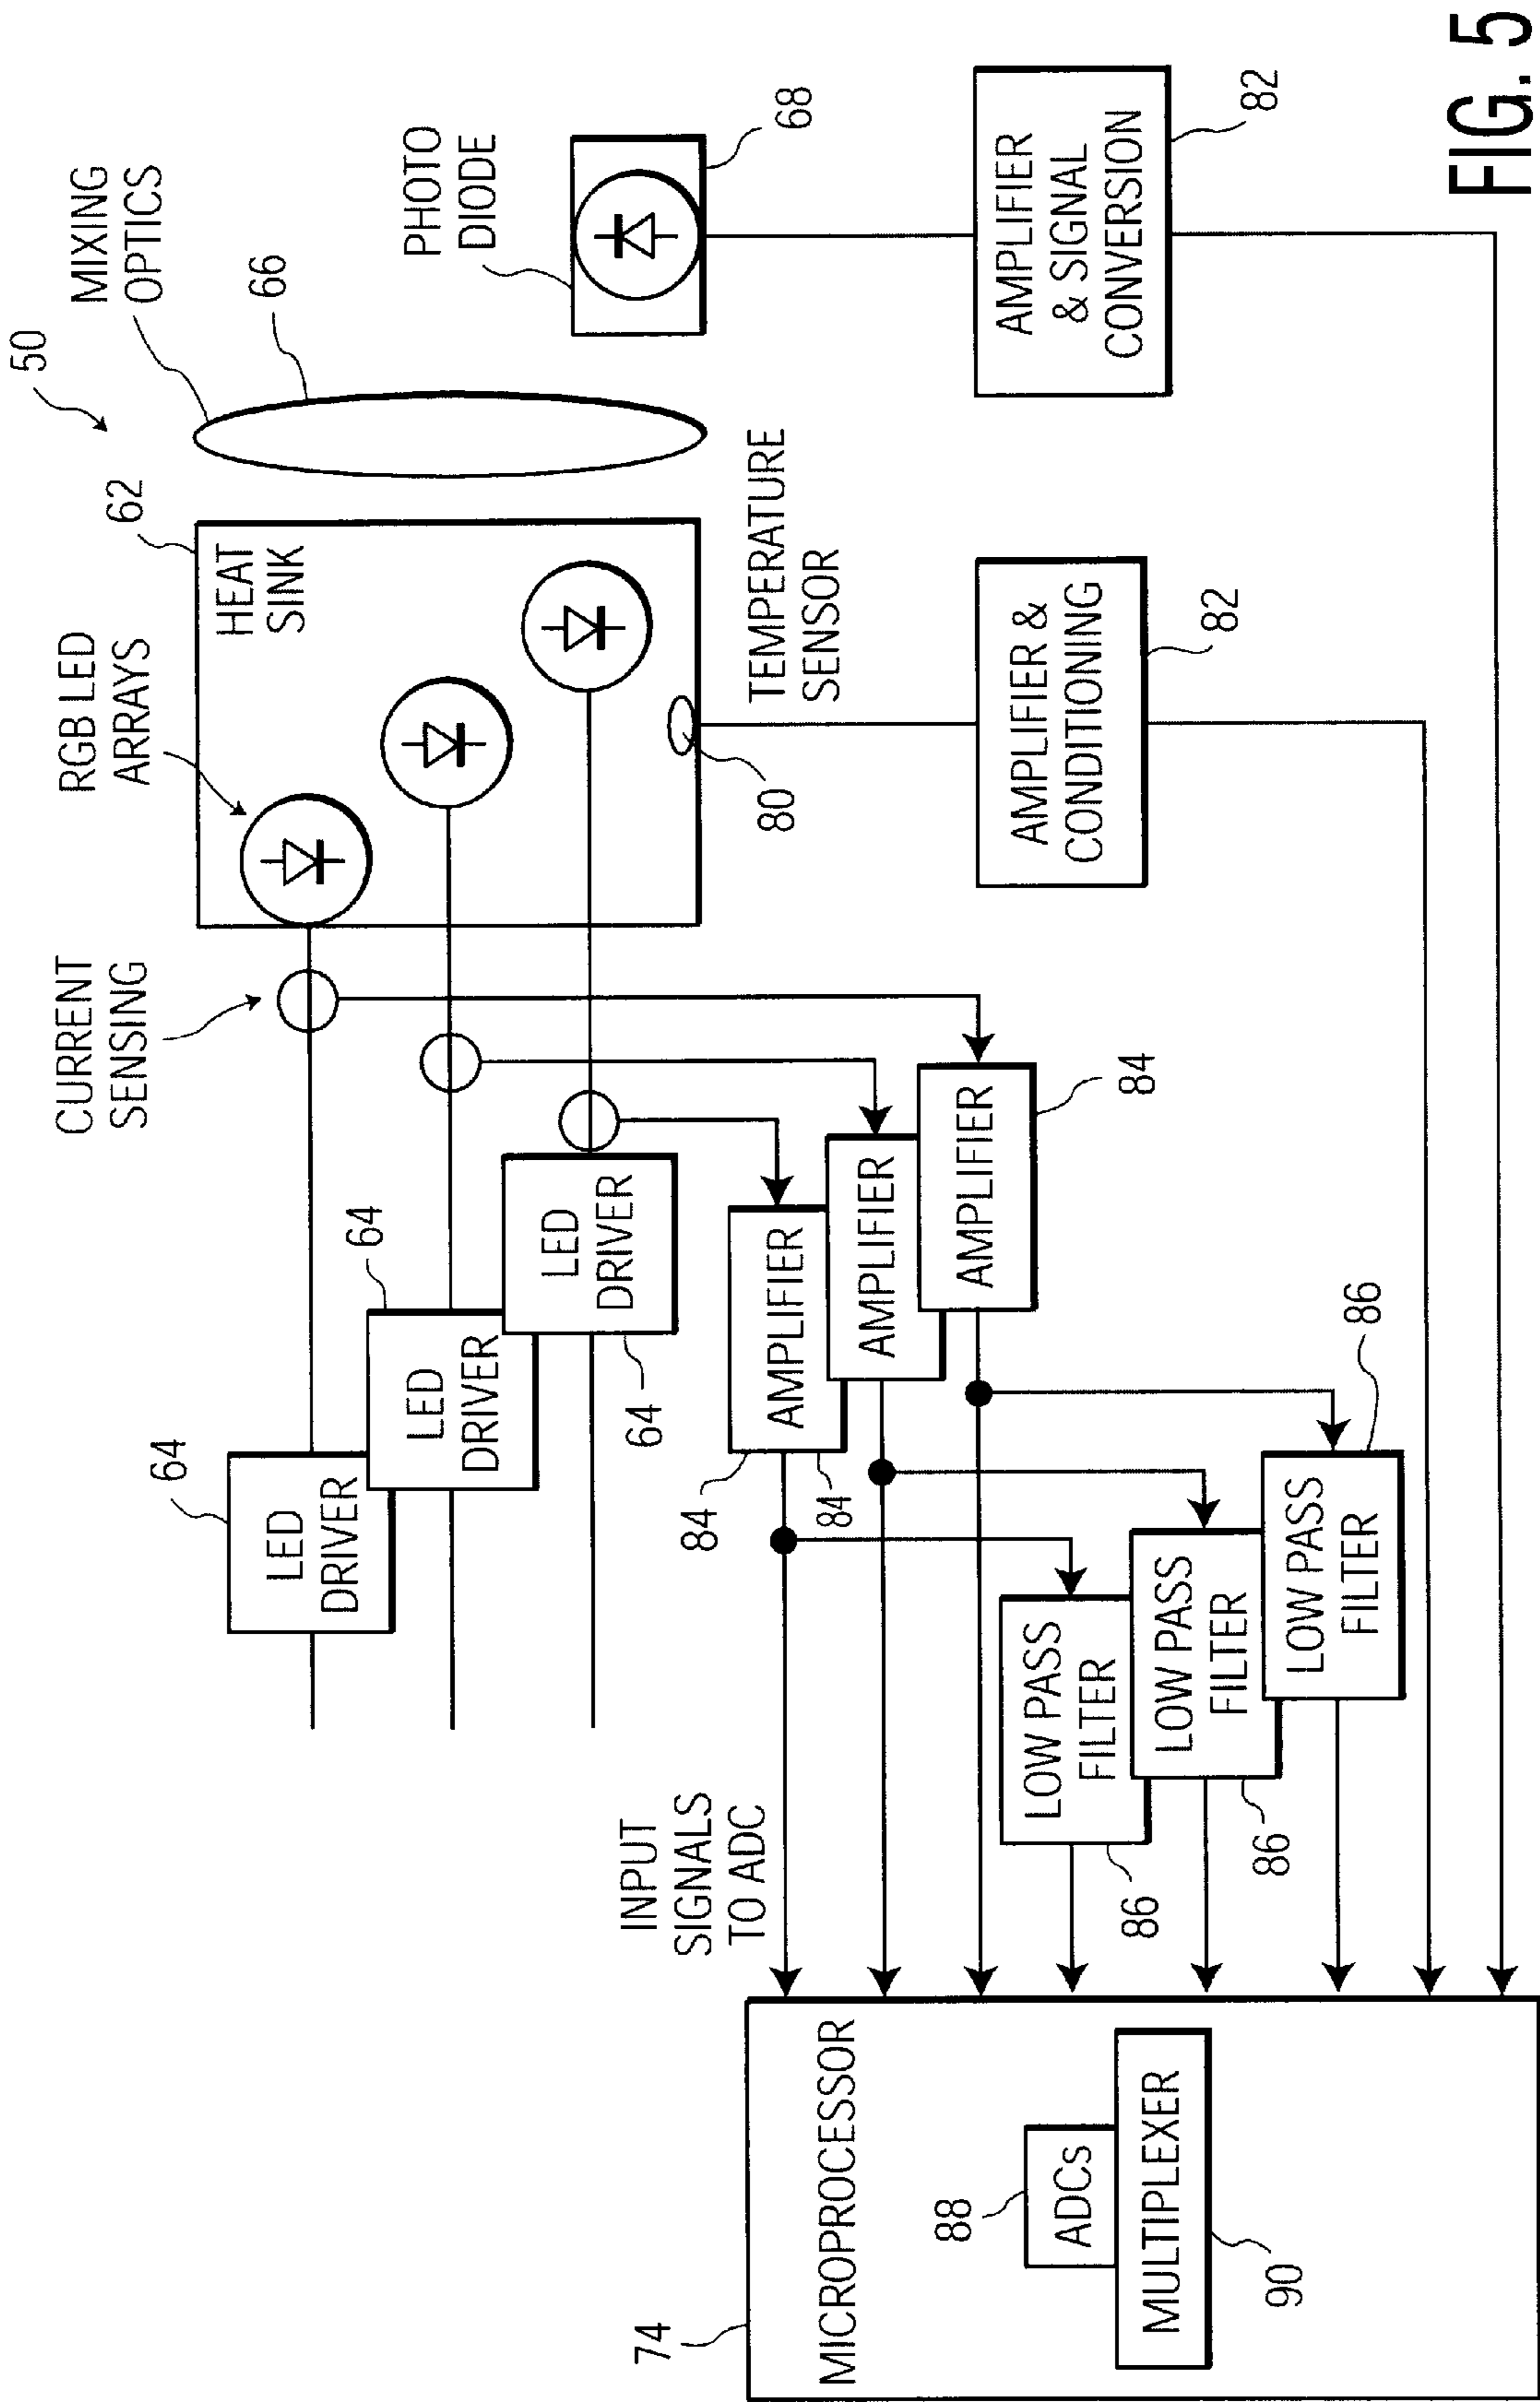 50
MIXING
OPTICS
66
62
RGB LED
ARRAYS
HEAT
SINK
PHOTO
DIODE
68
CURRENT
SENSING
64
LED
DRIVER
64
LED
DRIVER
LED
DRIVER
64
80
TEMPERATURE
SENSOR
84
AMPLIFIER
84
AMPLIFIER
AMPLIFIER
84
AMPLIFIER &
CONDITIONING
82
AMPLIFIER
& SIGNAL
CONVERSION
82
INPUT
SIGNALS
TO ADC
LOW PASS
FILTER
86
LOW PASS
FILTER
86
LOW PASS
FILTER
86
74
MICROPROCESSOR
88
ADCs
MULTIPLEXER
90
FIG. 5